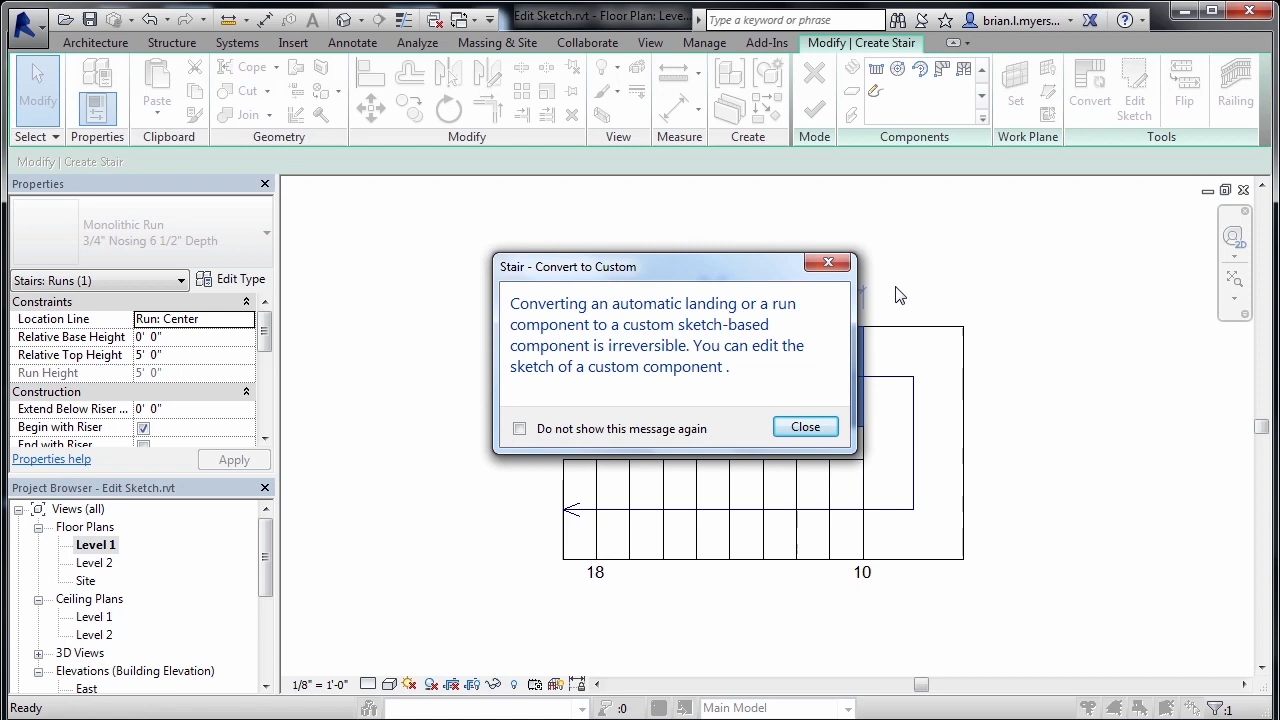 Edit Sketch.rvt - Floor Plan: Leve...
Type a keyword or phrase
brian.l.myers...
Architecture Structure Systems Insert Annotate Analyze Massing & Site Collaborate View Manage Add-Ins Modify | Create Stair
Modify
Paste
Cope
Cut
Join
Set
Convert
Edit Sketch
Flip
Railing
Select Properties Clipboard Geometry Modify View Measure Create Mode Components Work Plane Tools
Modify | Create Stair
Properties
Monolithic Run
3/4" Nosing 6 1/2" Depth
Stairs: Runs (1)
Edit Type
Constraints
Location Line Run: Center
Relative Base Height 0' 0"
Relative Top Height 5' 0"
Run Height 5' 0"
Construction
Extend Below Riser ... 0' 0"
Begin with Riser
End with Riser
Properties help
Apply
Project Browser - Edit Sketch.rvt
Views (all)
Floor Plans
Level 1
Level 2
Site
Ceiling Plans
Level 1
Level 2
3D Views
Elevations (Building Elevation)
East
Stair - Convert to Custom
Converting an automatic landing or a run
component to a custom sketch-based
component is irreversible. You can edit the
sketch of a custom component .
Do not show this message again
Close
18
10
2D
1/8" = 1'-0"
Ready
:0
Main Model
:1